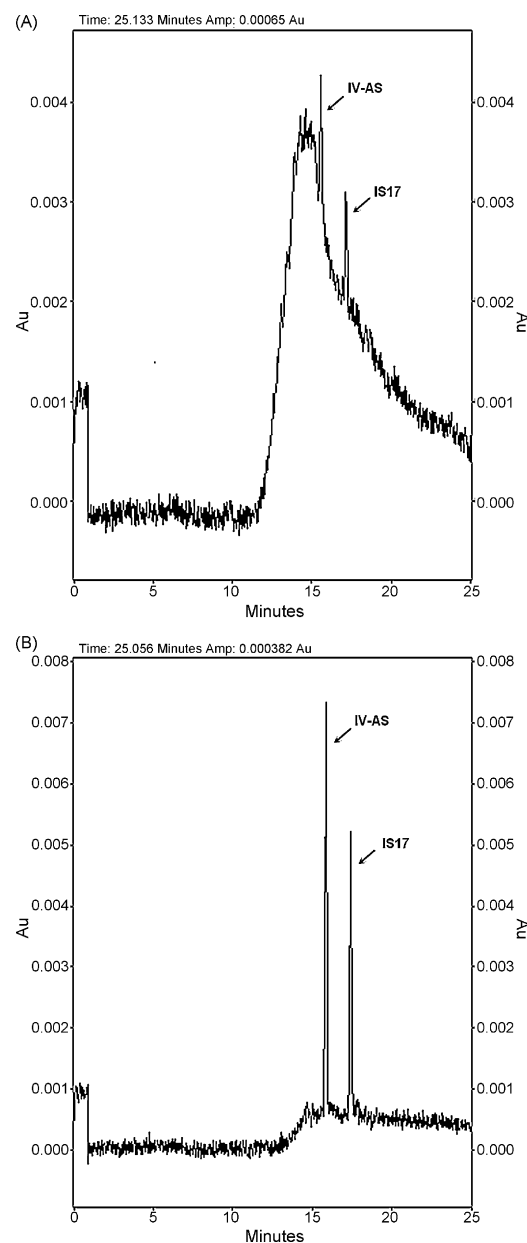 (A)
Time: 25.133 Minutes Amp: 0.00065 Au
IV-AS
IS17
0.004 0.004
0.003 0.003
0.002 0.002
0.001 0.001
0.000 0.000
Au Au
0 5 10 15 20 25
Minutes
(B)
Time: 25.056 Minutes Amp: 0.000382 Au
0.008 0.008
IV-AS
0.007 0.007
0.006 0.006
IS17
0.005 0.005
0.004 0.004
Au Au
0.003 0.003
0.002 0.002
0.001 0.001
0.000 0.000
0 5 10 15 20 25
Minutes